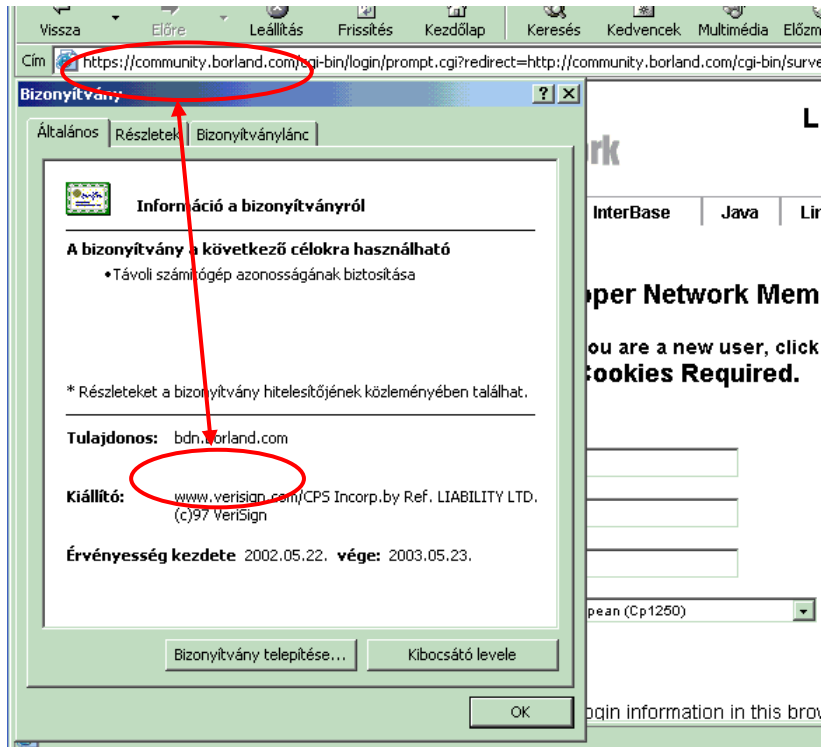 Vissza Előre Leállítás Frissítés Kezdőlap Keresés Kedvencek Multimédia
Cím https://community.borland.com/cgi-bin/login/prompt.cgi?redirect=http://community.borland.com/cgi-bin/
Bizonyítvány
Általános Részletek Bizonyítványlánc
Információ a bizonyítványról
A bizonyítvány a következő célokra használható
•Távoli számítógép azonosságának biztosítása
* Részleteket a bizonyítvány hitelesítőjének közleményében találhat.
Tulajdonos: bdn.borland.com
Kiállító: www.verisign.com/CPS Incorp.by Ref. LIABILITY LTD.
(c)97 VeriSign
Érvényesség kezdete 2002.05.22. vége: 2003.05.23.
Bizonyítvány telepítése... Kibocsátó levele
OK
L
rk
InterBase Java
per Network Mem
ou are a new user, click
Cookies Required.
pean (Cp1250)
ogin information in this